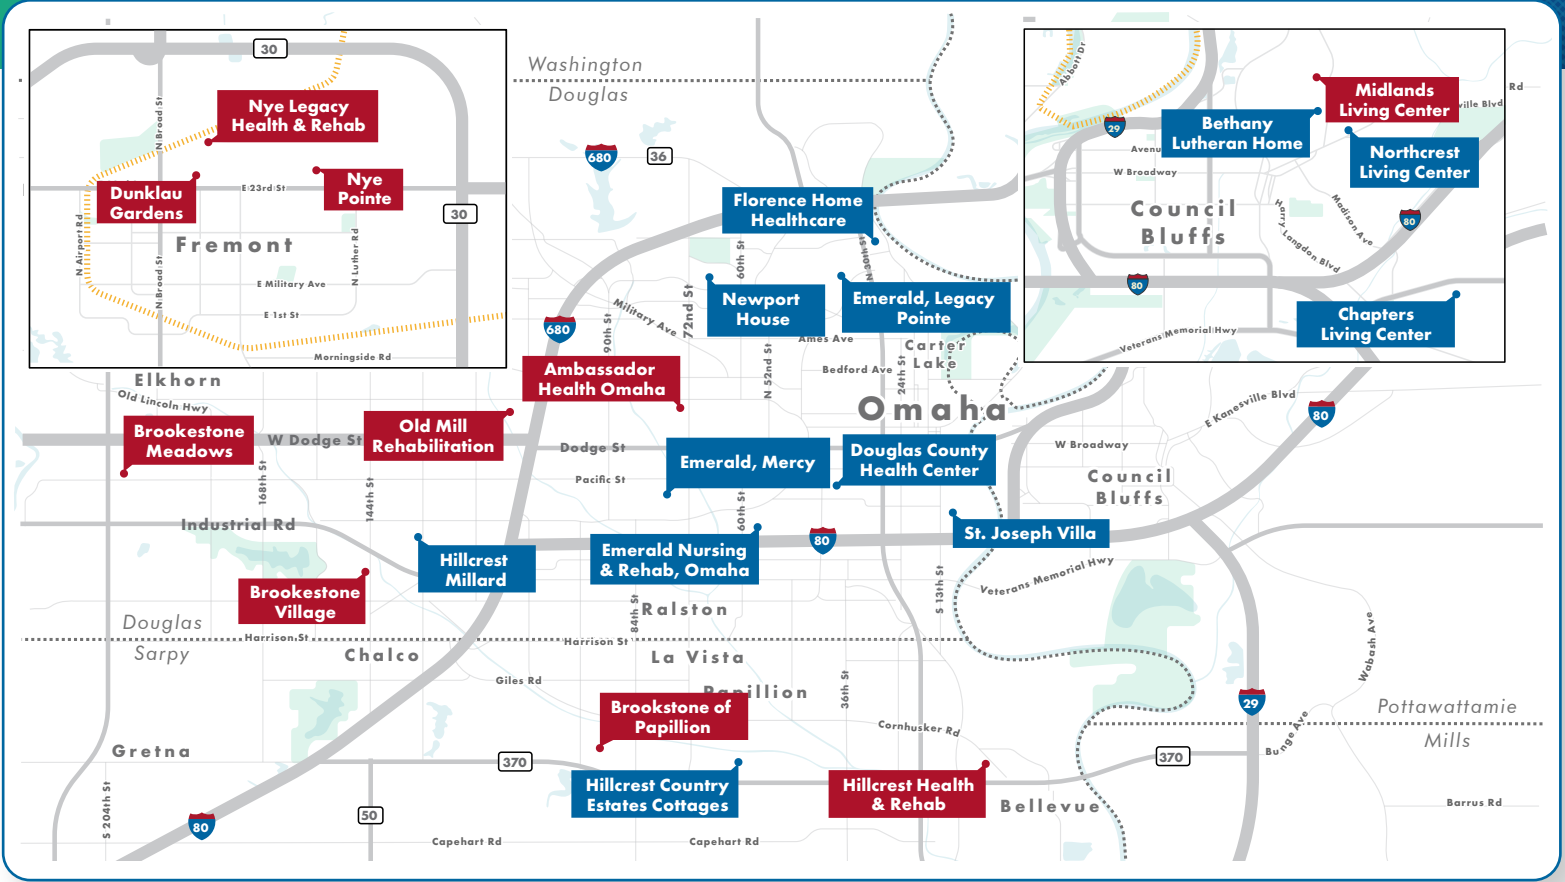 30
N Broad St
Nye Legacy
Health & Rehab
Dunklau
Gardens
E 23rd St
Nye
Pointe
30
N Airport Rd
Fremont
N Luther Rd
N Broad St
E Military Ave
E 1st St
Morningside Rd
Washington
Douglas
680
36
Florence Home
Healthcare
60th St
N 30th St
72nd St
Newport
House
Emerald, Legacy
Pointe
Military Ave
680
90th St
Ames Ave
Carter
Lake
N 52nd St
Bedford Ave
24th St
Ambassador
Health Omaha
Omaha
Abbott Dr
29
Avenu
W Broadway
Bethany
Lutheran Home
Midlands
Living Center
ville Blvd
Rd
Northcrest
Living Center
Council
Bluffs
Harry Langdon Blvd
Madison Ave
80
80
Chapters
Living Center
Veterans Memorial Hwy
Elkhorn
Old Lincoln Hwy
Brookestone
Meadows
W Dodge St
Old Mill
Rehabilitation
Dodge St
Pacific St
Emerald, Mercy
Douglas County
Health Center
W Broadway
E Kanesville Blvd
80
Council
Bluffs
168th St
144th St
60th St
Industrial Rd
Hillcrest
Millard
Emerald Nursing
& Rehab, Omaha
80
St. Joseph Villa
Veterans Memorial Hwy
S 13th St
Brookestone
Village
84th St
Ralston
Douglas
Sarpy
Harrison St
Harrison St
Chalco
La Vista
Giles Rd
Papillion
36th St
Wabash Ave
Brookstone of
Papillion
Cornhusker Rd
29
Pottawattamie
Mills
Bunge Ave
Gretna
370
370
Hillcrest Country
Estates Cottages
Hillcrest Health
& Rehab
Bellevue
Barrus Rd
S 204th St
80
50
Capehart Rd
Capehart Rd